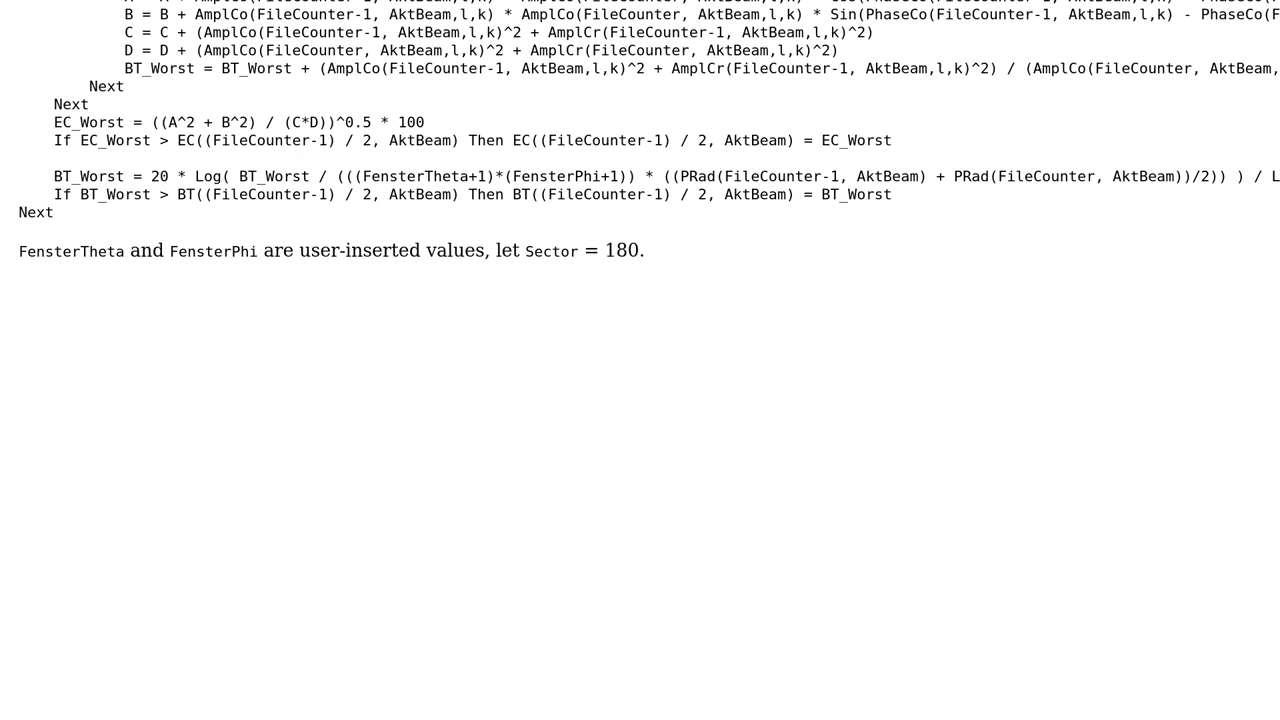 B = B + AmplCo(FileCounter-1, AktBeam,l,k) * AmplCo(FileCounter, AktBeam,l,k) * Sin(PhaseCo(FileCounter-1, AktBeam,l,k) - PhaseCo(F
C = C + (AmplCo(FileCounter-1, AktBeam,l,k)^2 + AmplCr(FileCounter-1, AktBeam,l,k)^2)
D = D + (AmplCo(FileCounter, AktBeam,l,k)^2 + AmplCr(FileCounter, AktBeam,l,k)^2)
BT_Worst = BT_Worst + (AmplCo(FileCounter-1, AktBeam,l,k)^2 + AmplCr(FileCounter-1, AktBeam,l,k)^2) / (AmplCo(FileCounter, AktBeam,
Next
Next
EC_Worst = ((A^2 + B^2) / (C*D))^0.5 * 100
If EC_Worst > EC((FileCounter-1) / 2, AktBeam) Then EC((FileCounter-1) / 2, AktBeam) = EC_Worst
BT_Worst = 20 * Log( BT_Worst / (((FensterTheta+1)*(FensterPhi+1)) * ((PRad(FileCounter-1, AktBeam) + PRad(FileCounter, AktBeam))/2)) ) / L
If BT_Worst > BT((FileCounter-1) / 2, AktBeam) Then BT((FileCounter-1) / 2, AktBeam) = BT_Worst
Next
FensterTheta and FensterPhi are user-inserted values, let Sector = 180.